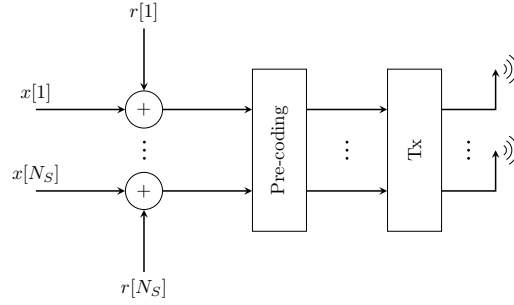 r[1]
x[1]
+
Pre-coding
Tx
x[N_S]
+
r[N_S]